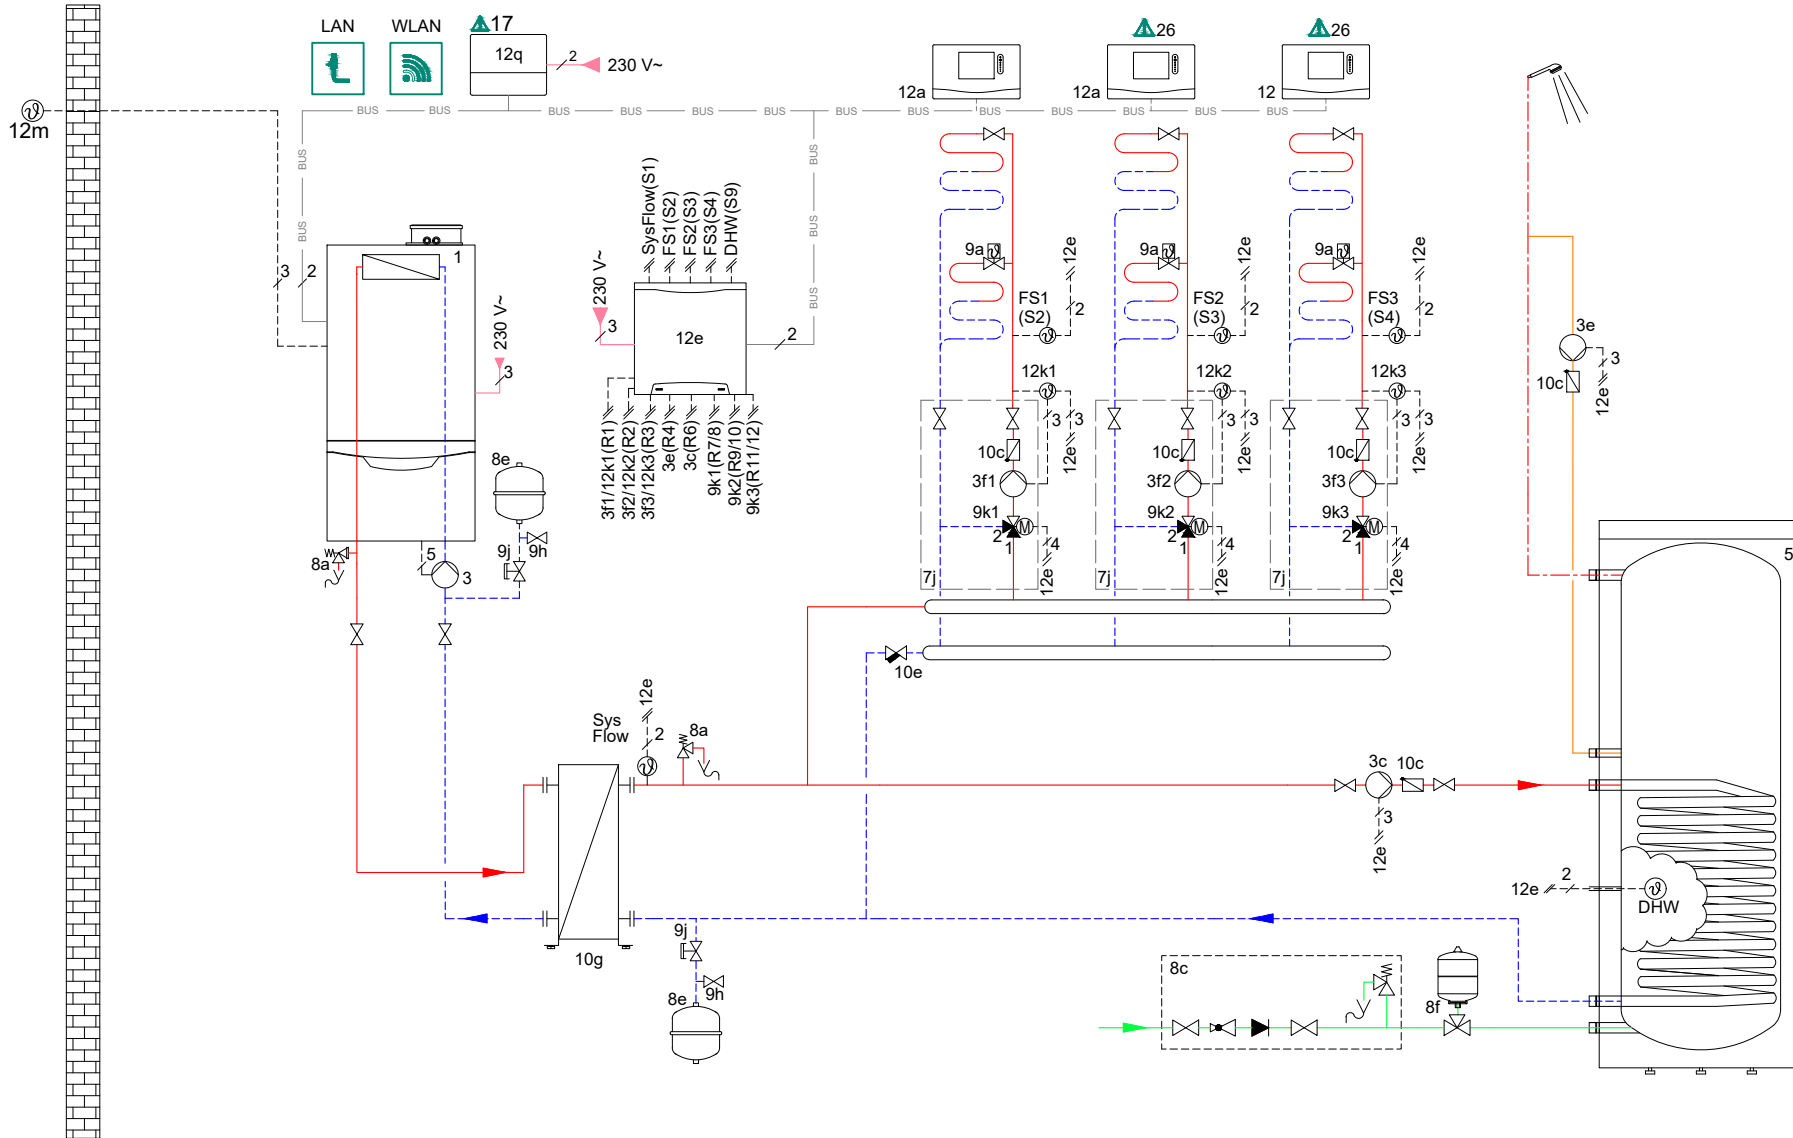 LAN
WLAN
17
12q
2
230 V~
26
26
12a
12a
12
12m
BUS BUS BUS BUS BUS BUS BUS BUS BUS BUS BUS
BUS
BUS
BUS
3
2
1
230 V~
3
SysFlow(S1)
FS1(S2)
FS2(S3)
FS3(S4)
DHW(S9)
230 V~
3
12e
2
3f1/12k1(R1)
3f2/12k2(R2)
3f3/12k3(R3)
3e(R4)
3c(R6)
9k1(R7/8)
9k2(R9/10)
9k3(R11/12)
9a
12e
FS1
(S2)
2
12k1
3
3
12e
10c
3f1
9k1
M
2
1
4
12e
7j
9a
12e
FS2
(S3)
2
12k2
3
3
12e
10c
3f2
9k2
M
2
1
4
12e
7j
9a
12e
FS3
(S4)
2
12k3
3
3
12e
10c
3f3
9k3
M
2
1
4
12e
7j
3e
3
10c
12e
8e
9j
9h
8a
5
3
5
10e
12e
Sys
Flow
2
8a
3c
10c
3
12e
12e
2
DHW
10g
9j
9h
8e
8c
8f